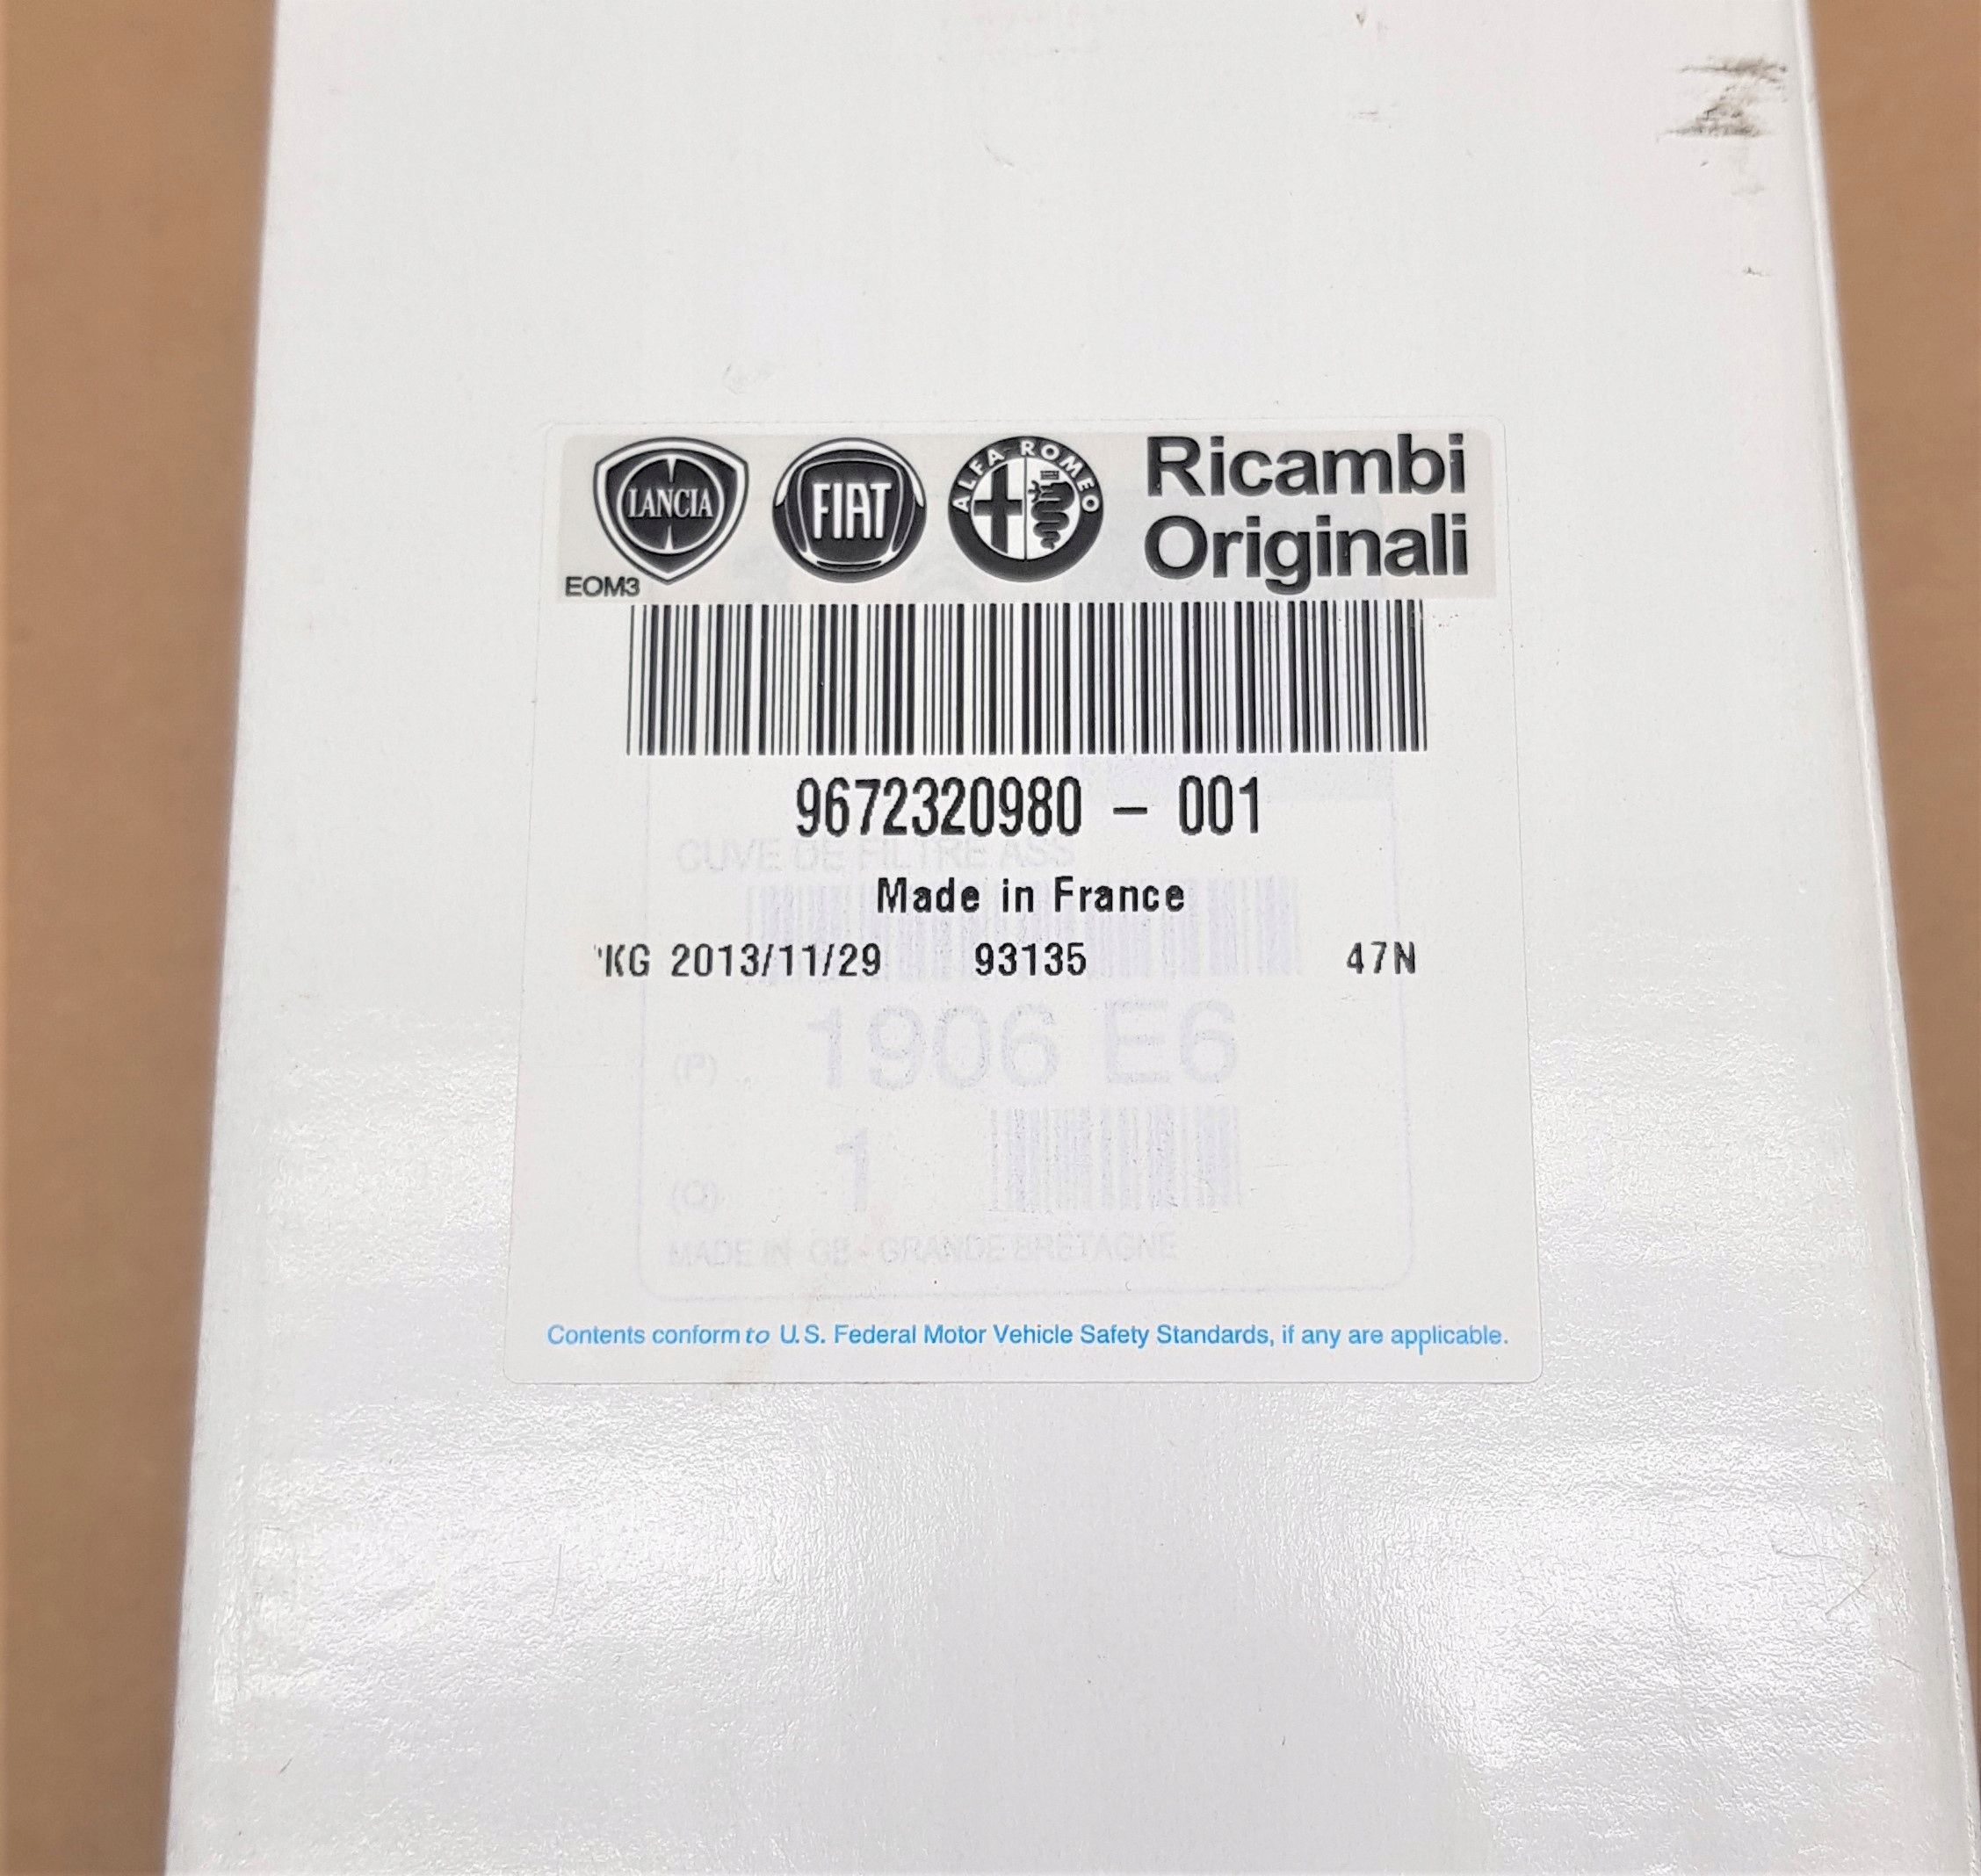 LANCIA FIAT ALFA ROMEO Ricambi
Originali
EOM3
9672320980 - 001
CUVE DE FILTRE ASS
Made in France
'KG 2013/11/29 93135 47N
(P) 1906 E6
(Q) 1
MADE IN GB - GRANDE BRETAGNE
Contents conform to U.S. Federal Motor Vehicle Safety Standards, if any are applicable.